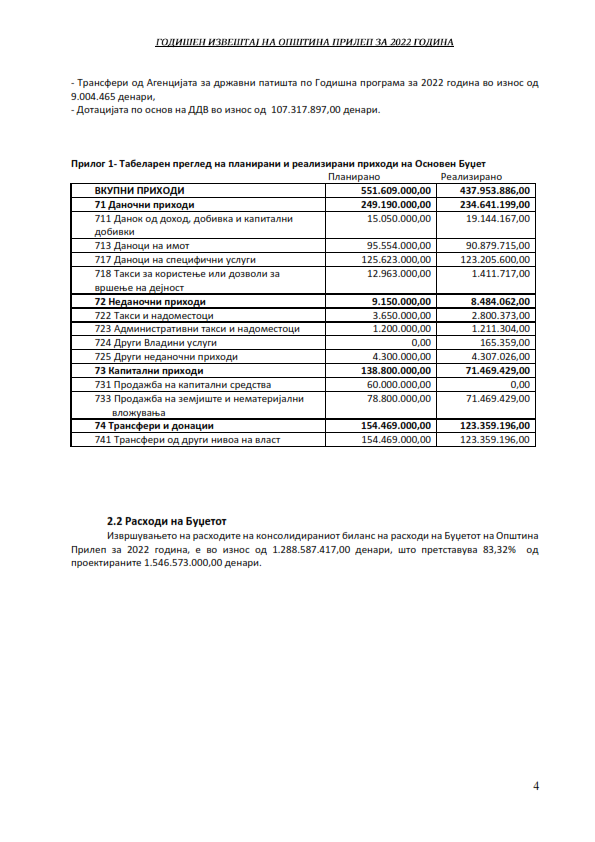 ГОДИШЕН ИЗВЕШТАЈ НА ОПШТИНА ПРИЛЕП ЗА 2022 ГОДИНА
- Трансфери од Агенцијата за државни патишта по Годишна програма за 2022 година во износ од
9.004.465 денари,
- Дотацијата по основ на ДДВ во износ од 107.317.897,00 денари.
Прилог 1- Табеларен преглед на планирани и реализирани приходи на Основен Буџет
Планирано Реализирано
ВКУПНИ ПРИХОДИ 551.609.000,00 437.953.886,00
71 Даночни приходи 249.190.000,00 234.641.199,00
711 Данок од доход, добивка и капитални 15.050.000,00 19.144.167,00
добивки
713 Даноци на имот 95.554.000,00 90.879.715,00
717 Даноци на специфични услуги 125.623.000,00 123.205.600,00
718 Такси за користење или дозволи за 12.963.000,00 1.411.717,00
вршење на дејност
72 Неданочни приходи 9.150.000,00 8.484.062,00
722 Такси и надоместоци 3.650.000,00 2.800.373,00
723 Административни такси и надоместоци 1.200.000,00 1.211.304,00
724 Други Владини услуги 0,00 165.359,00
725 Други неданочни приходи 4.300.000,00 4.307.026,00
73 Капитални приходи 138.800.000,00 71.469.429,00
731 Продажба на капитални средства 60.000.000,00 0,00
733 Продажба на земјиште и нематеријални 78.800.000,00 71.469.429,00
вложувања
74 Трансфери и донации 154.469.000,00 123.359.196,00
741 Трансфери од други нивоа на власт 154.469.000,00 123.359.196,00
2.2 Расходи на Буџетот
Извршувањето на расходите на консолидираниот биланс на расходи на Буџетот на Општина
Прилеп за 2022 година, е во износ од 1.288.587.417,00 денари, што претставува 83,32% од
проектираните 1.546.573.000,00 денари.
4